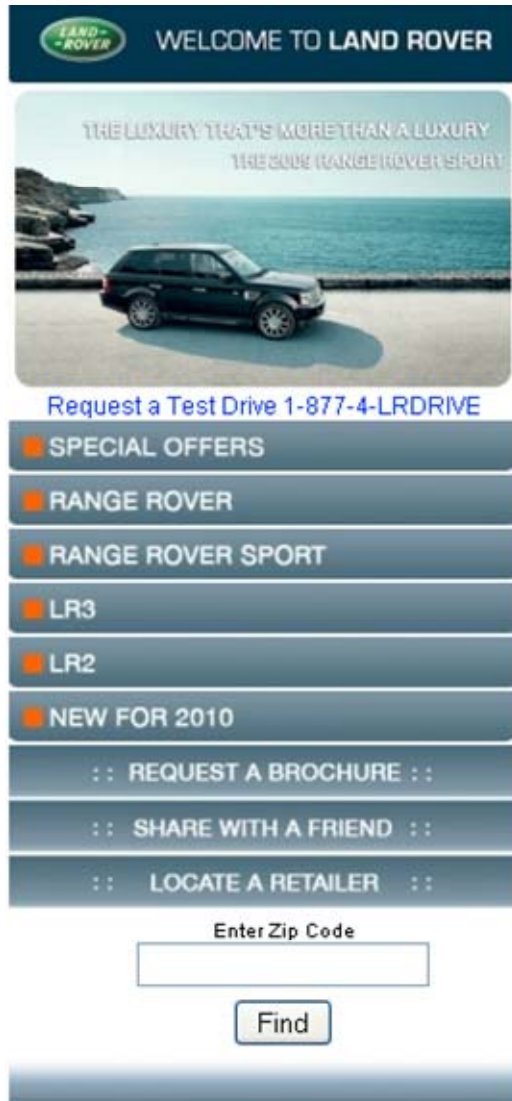 LAND-
-ROVER
WELCOME TO LAND ROVER
THE LUXURY THAT'S MORE THAN A LUXURY
THE 2009 RANGE ROVER SPORT
Request a Test Drive 1-877-4-LRDRIVE
SPECIAL OFFERS
RANGE ROVER
RANGE ROVER SPORT
LR3
LR2
NEW FOR 2010
:: REQUEST A BROCHURE ::
:: SHARE WITH A FRIEND ::
:: LOCATE A RETAILER ::
Enter Zip Code
Find